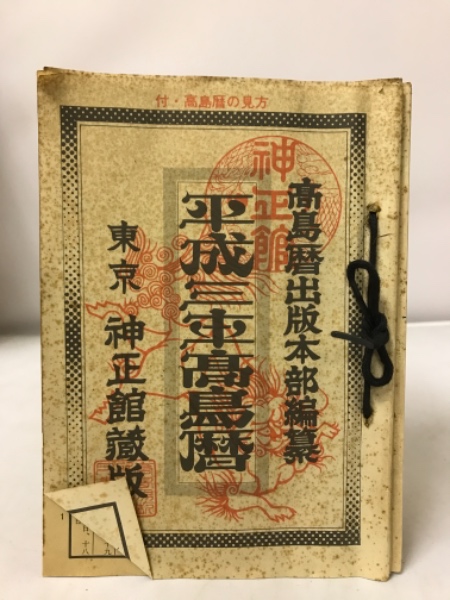 付・高島暦の見方
神正館
高島暦出版本部編纂
平成三年高島暦
東京 神正館蔵版